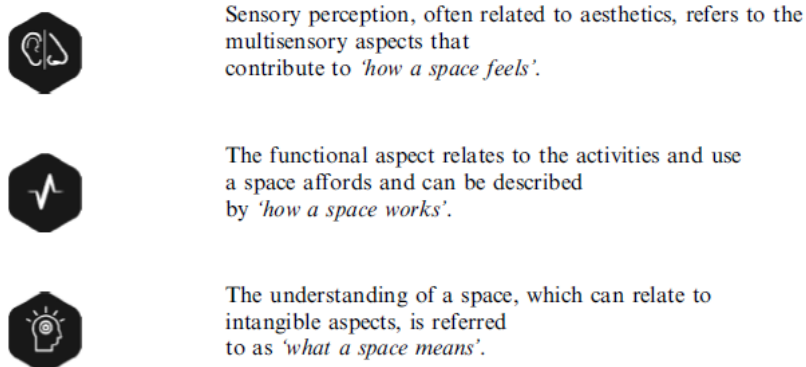 Sensory perception, often related to aesthetics, refers to the
multisensory aspects that
contribute to ‘how a space feels’.
The functional aspect relates to the activities and use
a space affords and can be described
by ‘how a space works’.
The understanding of a space, which can relate to
intangible aspects, is referred
to as ‘what a space means’.